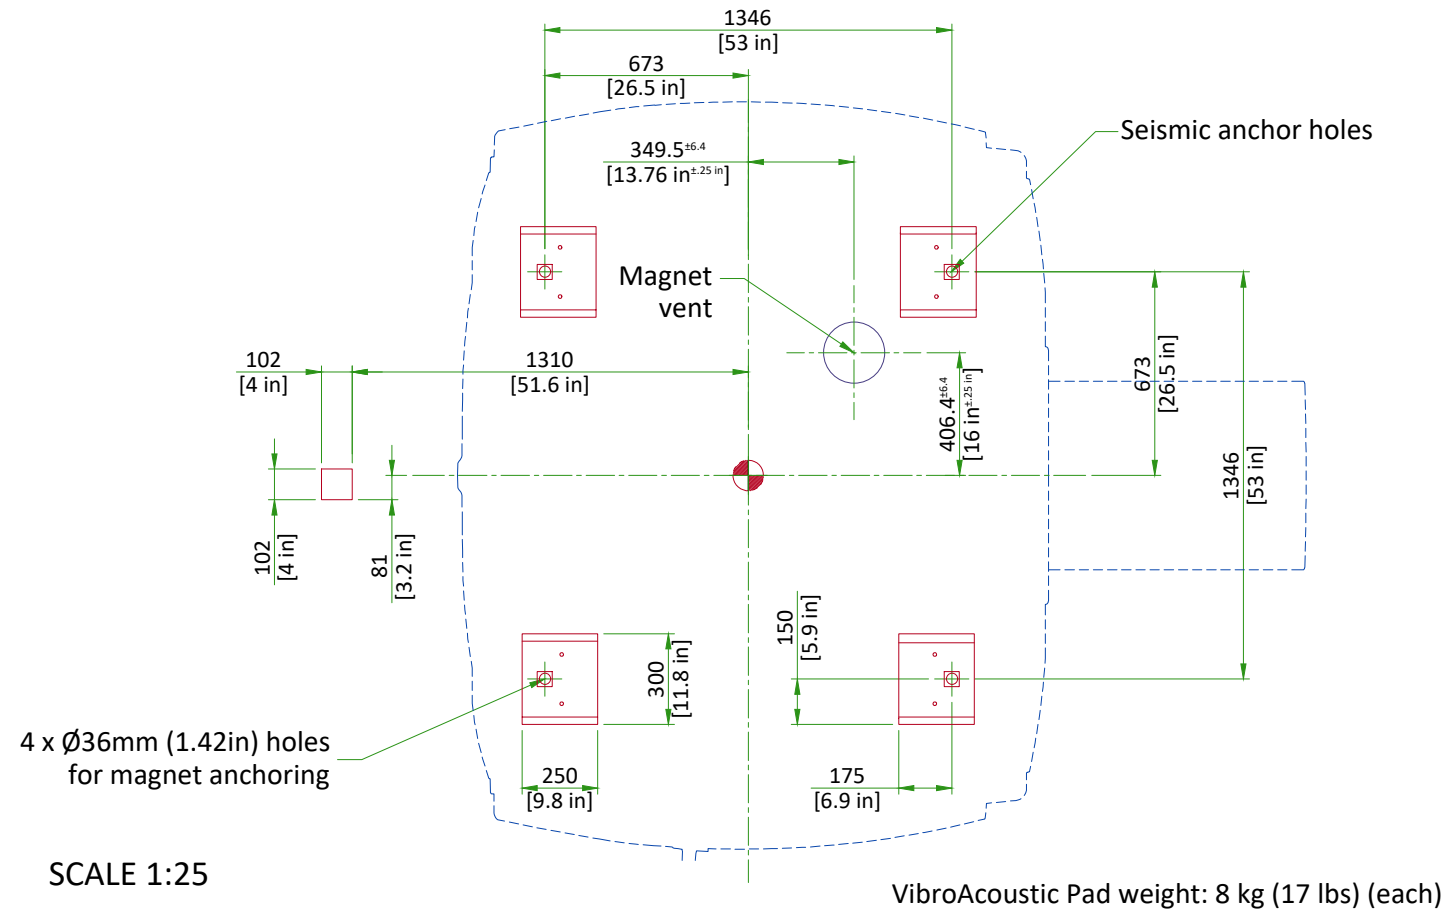 1346
[53 in]
673
[26.5 in]
Seismic anchor holes
349.5±6.4
[13.76 in±.25 in]
Magnet
vent
102
[4 in]
1310
[51.6 in]
406.4±6.4
[16 in±.25 in]
673
[26.5 in]
1346
[53 in]
102
[4 in]
81
[3.2 in]
150
[5.9 in]
300
[11.8 in]
4 x Ø36mm (1.42in) holes
for magnet anchoring
250
[9.8 in]
175
[6.9 in]
SCALE 1:25
VibroAcoustic Pad weight: 8 kg (17 lbs) (each)